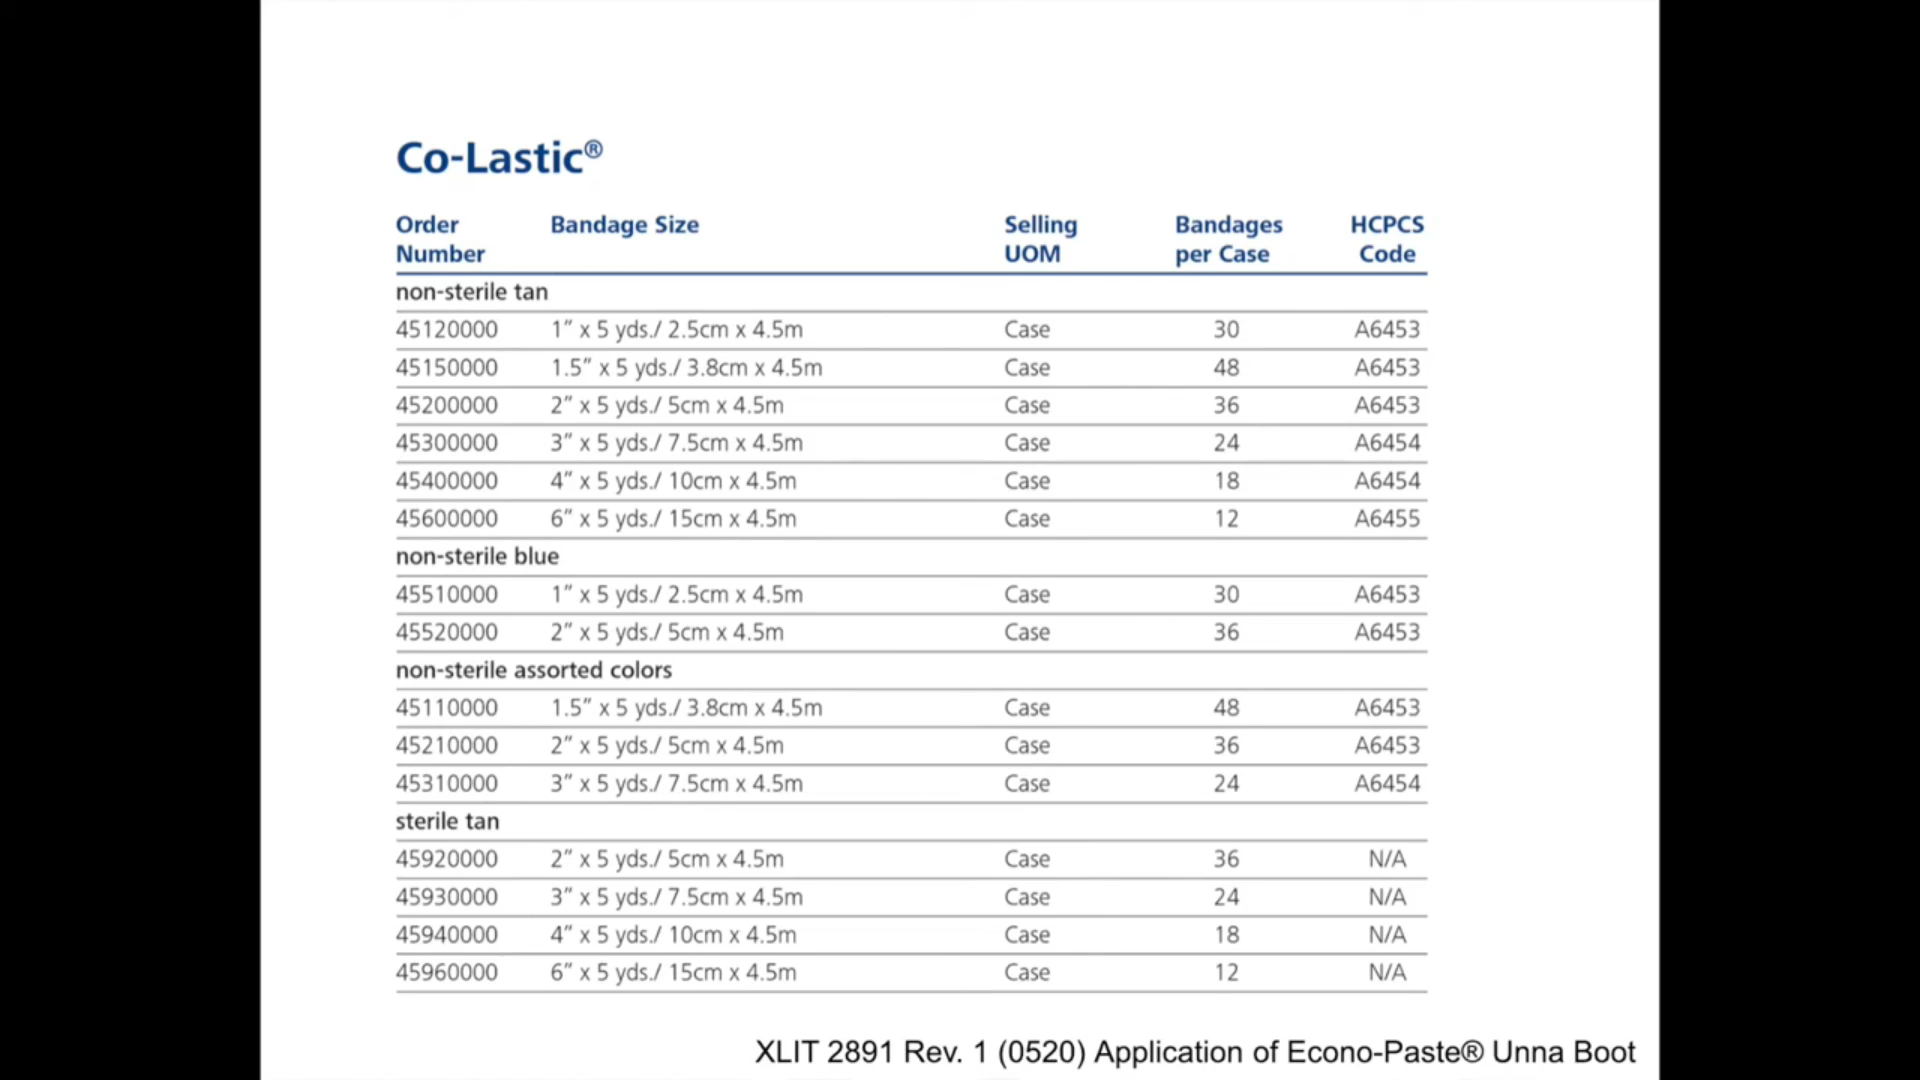 Co-Lastic®
Order Number Bandage Size Selling UOM Bandages per Case HCPCS Code
non-sterile tan
45120000 1” x 5 yds./ 2.5cm x 4.5m Case 30 A6453
45150000 1.5” x 5 yds./ 3.8cm x 4.5m Case 48 A6453
45200000 2” x 5 yds./ 5cm x 4.5m Case 36 A6453
45300000 3” x 5 yds./ 7.5cm x 4.5m Case 24 A6454
45400000 4” x 5 yds./ 10cm x 4.5m Case 18 A6454
45600000 6” x 5 yds./ 15cm x 4.5m Case 12 A6455
non-sterile blue
45510000 1” x 5 yds./ 2.5cm x 4.5m Case 30 A6453
45520000 2” x 5 yds./ 5cm x 4.5m Case 36 A6453
non-sterile assorted colors
45110000 1.5” x 5 yds./ 3.8cm x 4.5m Case 48 A6453
45210000 2” x 5 yds./ 5cm x 4.5m Case 36 A6453
45310000 3” x 5 yds./ 7.5cm x 4.5m Case 24 A6454
sterile tan
45920000 2” x 5 yds./ 5cm x 4.5m Case 36 N/A
45930000 3” x 5 yds./ 7.5cm x 4.5m Case 24 N/A
45940000 4” x 5 yds./ 10cm x 4.5m Case 18 N/A
45960000 6” x 5 yds./ 15cm x 4.5m Case 12 N/A
XLIT 2891 Rev. 1 (0520) Application of Econo-Paste® Unna Boot